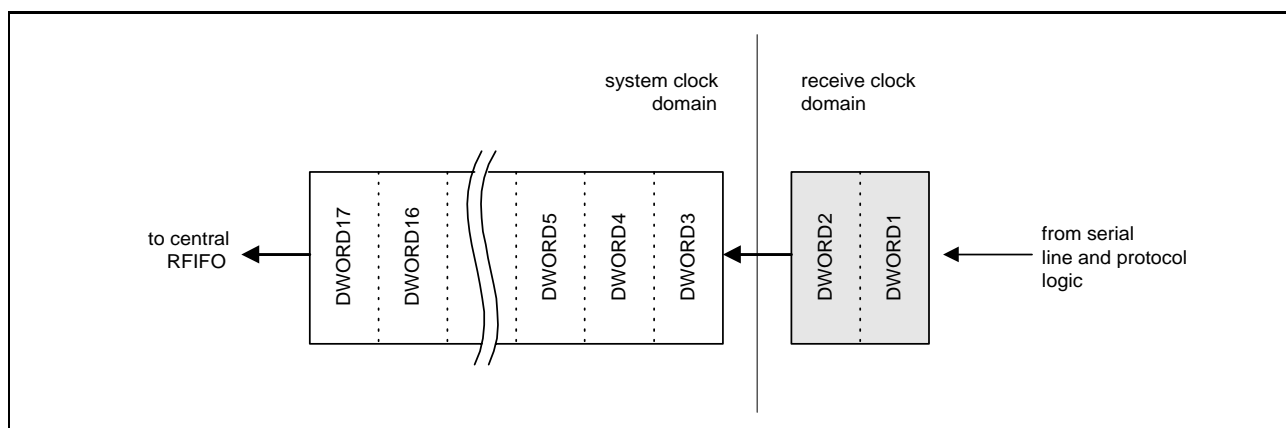 system clock
domain
receive clock
domain
to central
RFIFO
DWORD17
DWORD16
DWORD5
DWORD4
DWORD3
DWORD2
DWORD1
from serial
line and protocol
logic